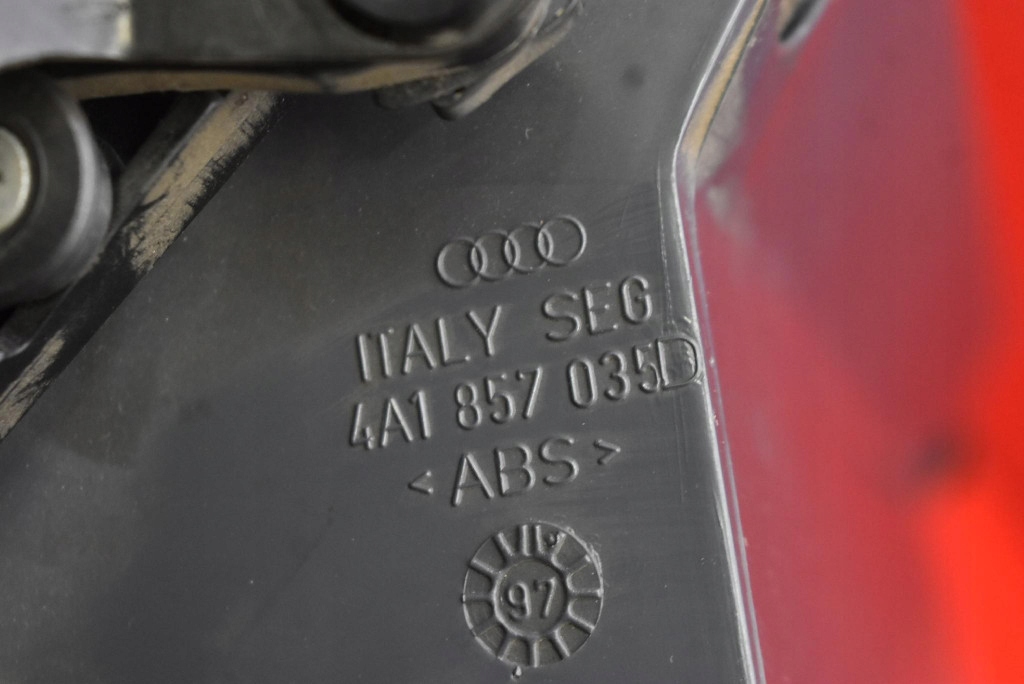 ITALY SEG
4A1 857 035D
< ABS >
97